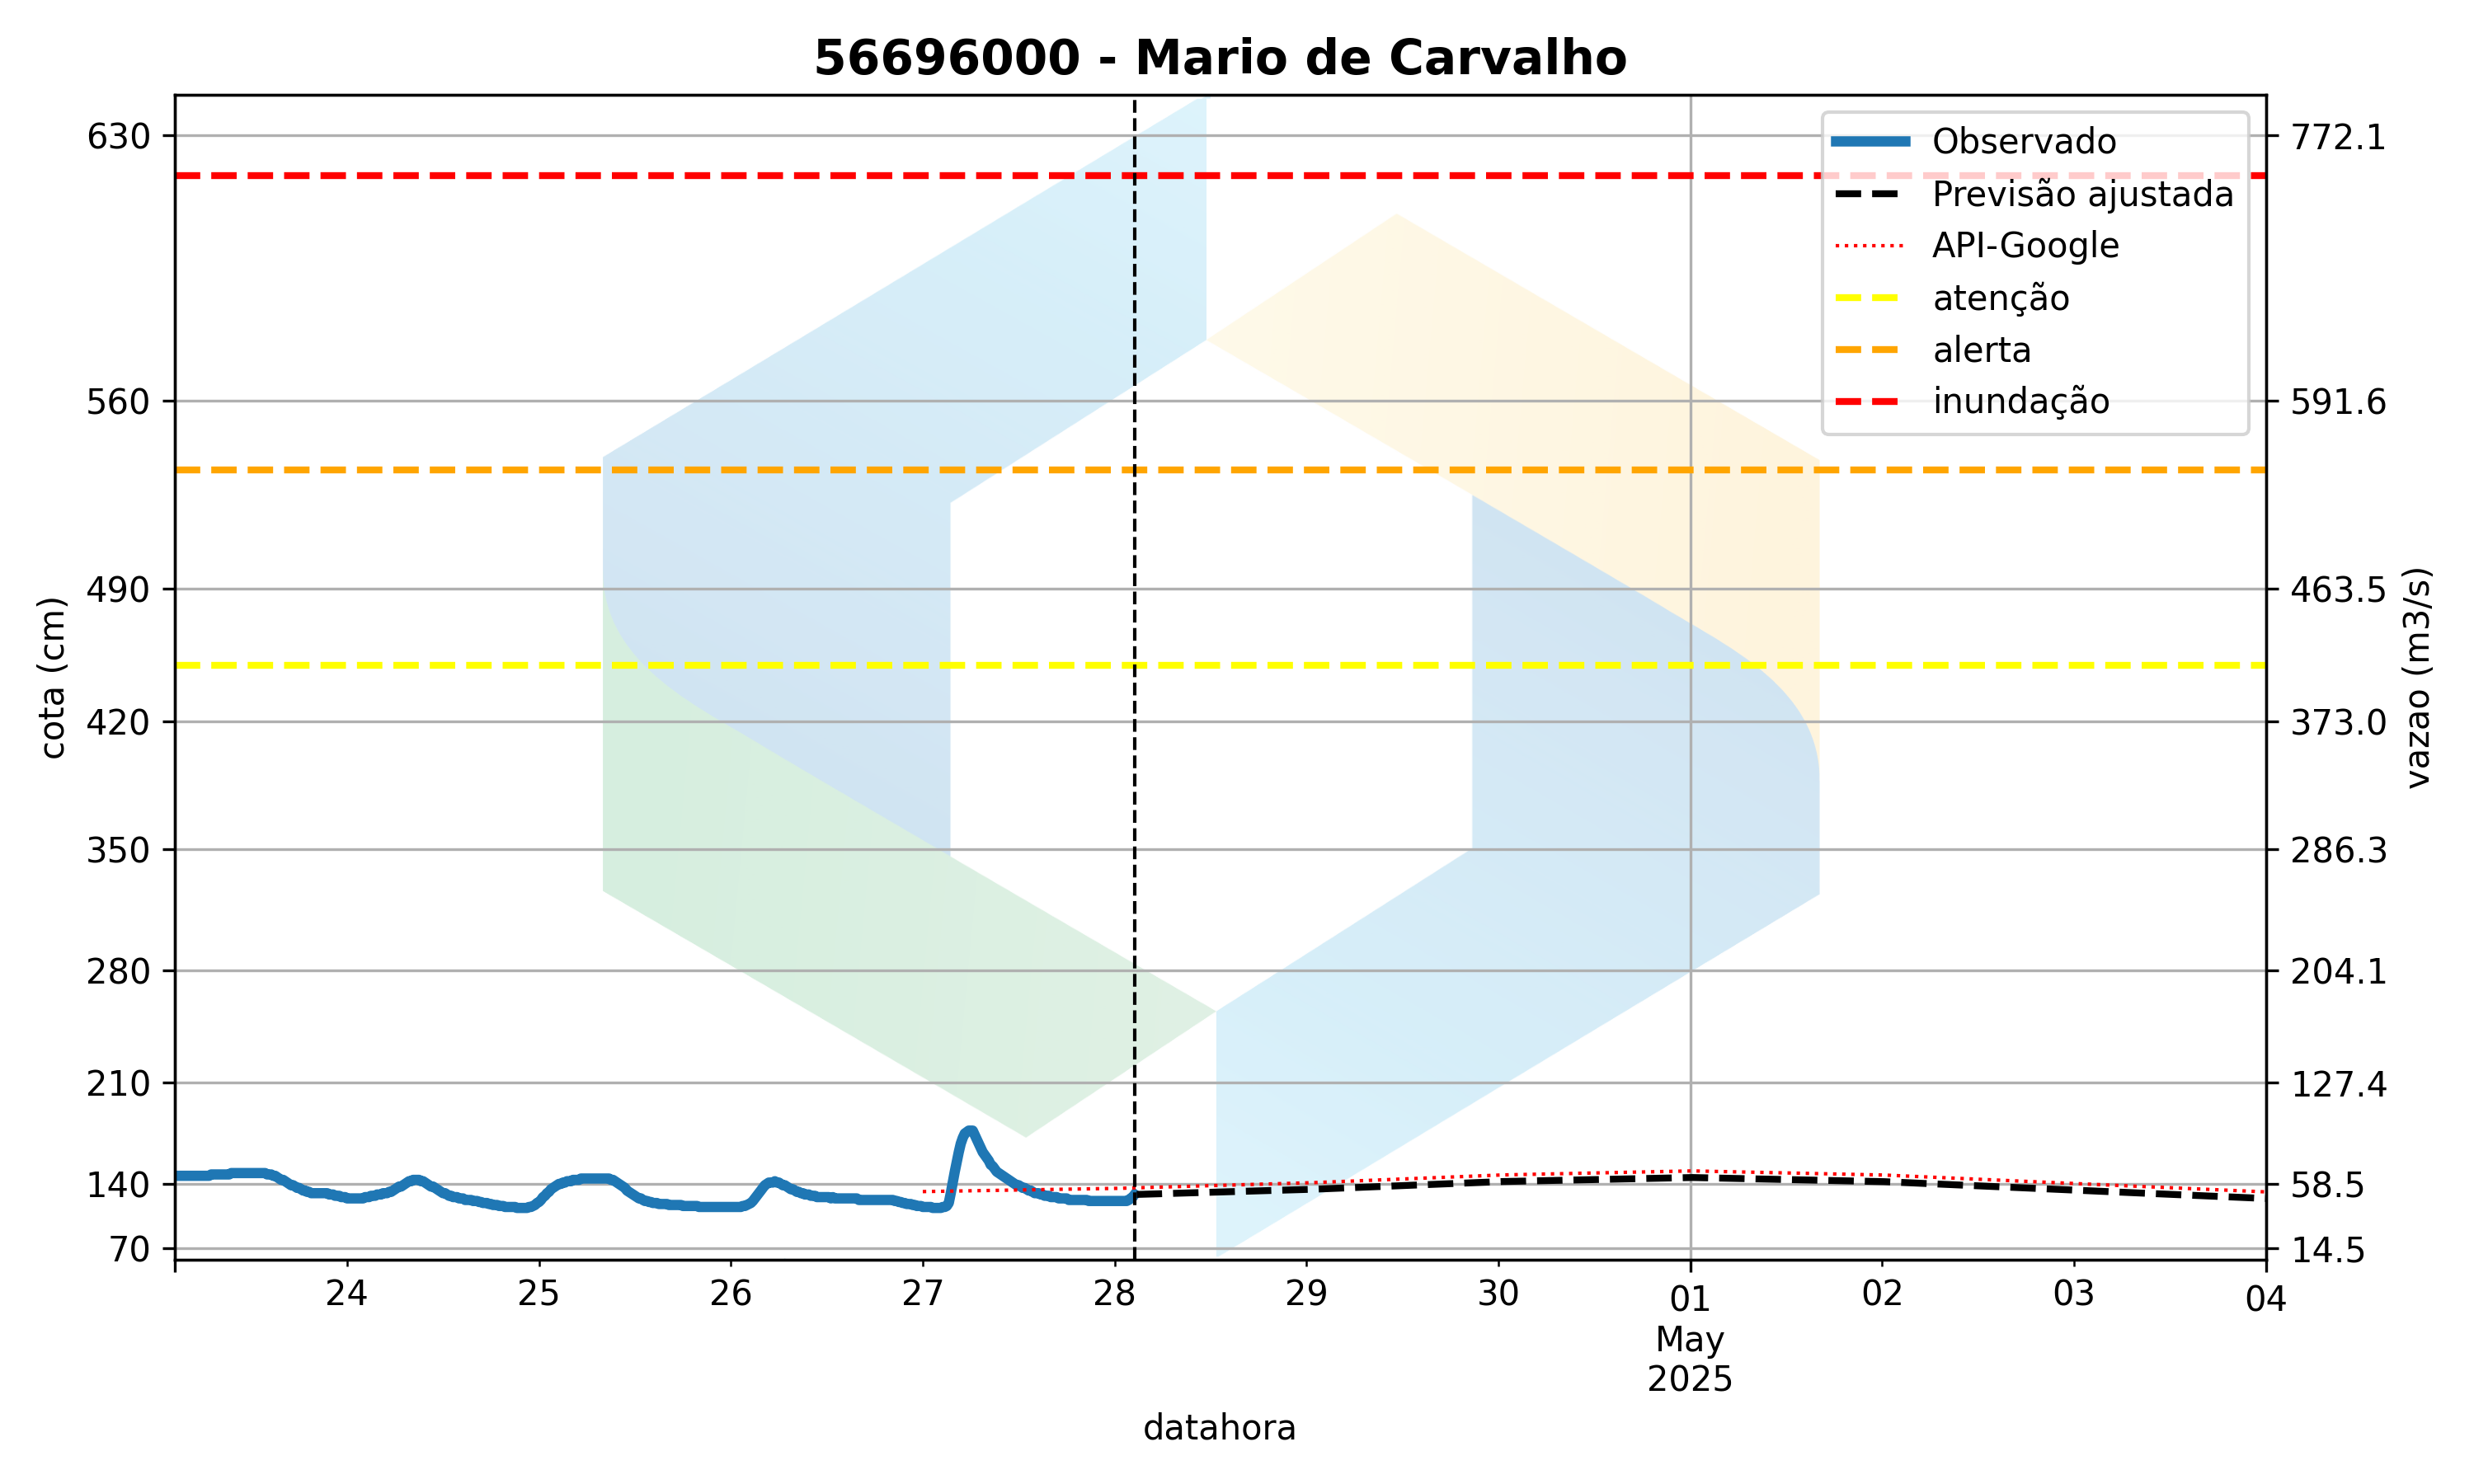 56696000 - Mario de Carvalho
630
560
490
420
350
280
210
140
70
cota (cm)
772.1
591.6
463.5
373.0
286.3
204.1
127.4
58.5
14.5
vazao (m3/s)
Observado
Previsão ajustada
API-Google
atenção
alerta
inundação
24
25
26
27
28
29
30
01
May
2025
02
03
04
datahora